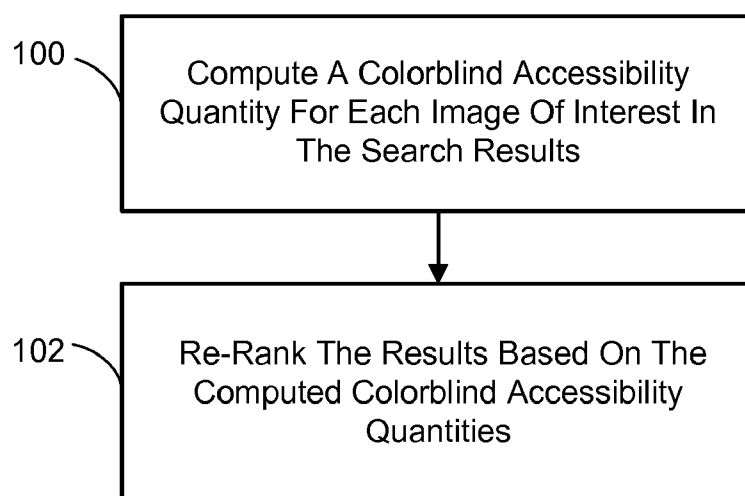 100
Compute A Colorblind Accessibility
Quantity For Each Image Of Interest In
The Search Results
102
Re-Rank The Results Based On The
Computed Colorblind Accessibility
Quantities